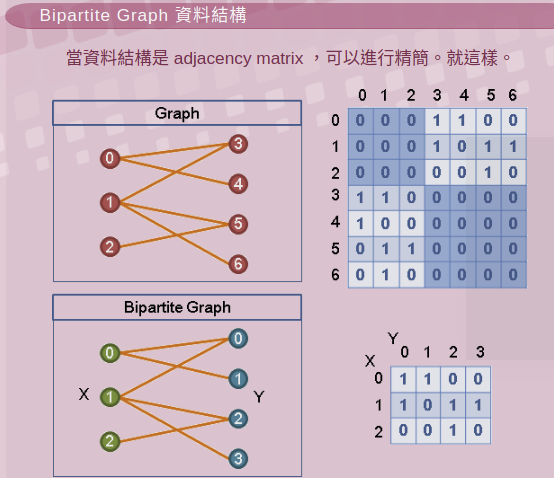 Bipartite Graph 資料結構
當資料結構是 adjacency matrix ，可以進行精簡。就這樣。
Graph
0
1
2
3
4
5
6
0 1 2 3 4 5 6
0 0 0 0 1 1 0 0
1 0 0 0 1 0 1 1
2 0 0 0 0 0 1 0
3 1 1 0 0 0 0 0
4 1 0 0 0 0 0 0
5 0 1 1 0 0 0 0
6 0 1 0 0 0 0 0
Bipartite Graph
X
0
1
2
Y
0
1
2
3
Y
X
0 1 2 3
0 1 1 0 0
1 1 0 1 1
2 0 0 1 0